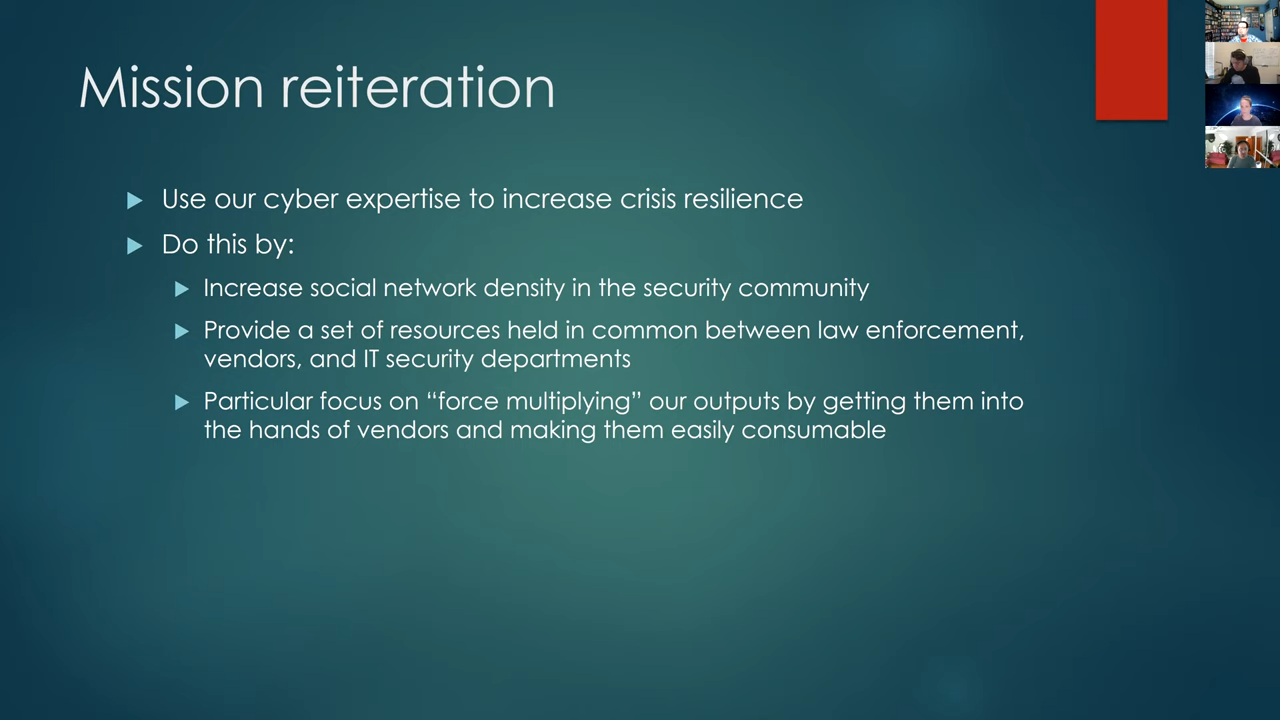 Mission reiteration
Use our cyber expertise to increase crisis resilience
Do this by:
Increase social network density in the security community
Provide a set of resources held in common between law enforcement,
vendors, and IT security departments
Particular focus on “force multiplying” our outputs by getting them into
the hands of vendors and making them easily consumable